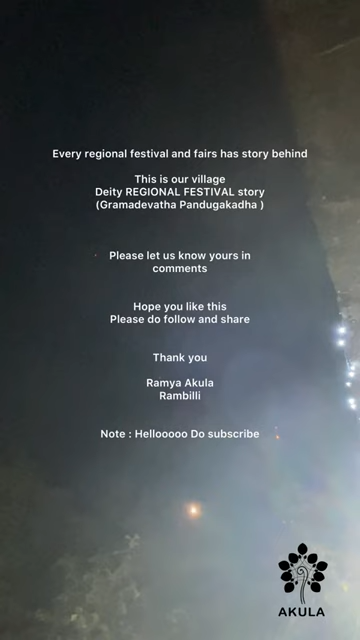 Every regional festival and fairs has story behind
This is our village
Deity REGIONAL FESTIVAL story
(Gramadevatha Pandugakadha )
Please let us know yours in
comments
Hope you like this
Please do follow and share
Thank you
Ramya Akula
Rambilli
Note : Hellooooo Do subscribe
AKULA